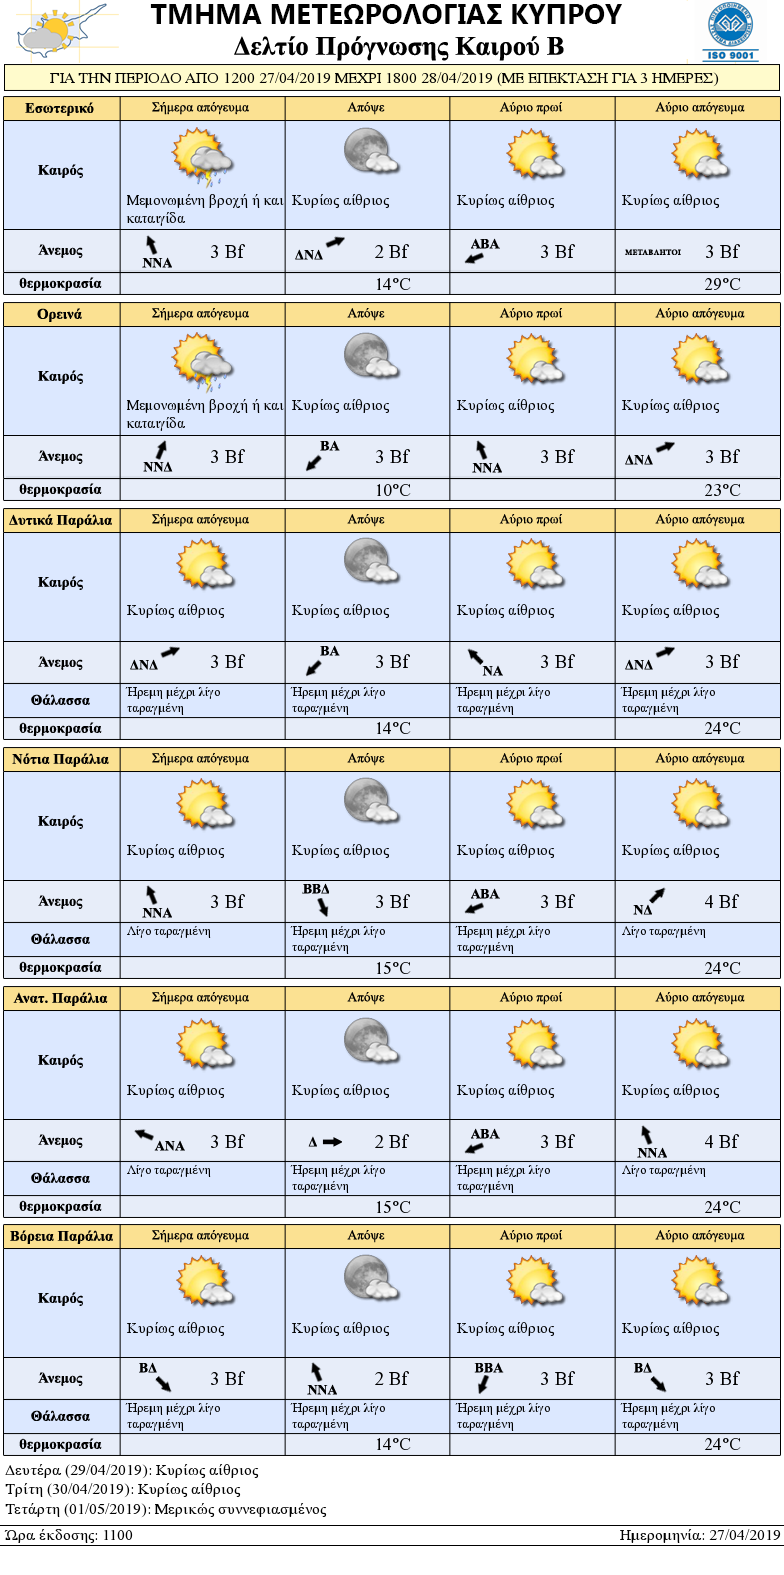 ΤΜΗΜΑ ΜΕΤΕΩΡΟΛΟΓΙΑΣ ΚΥΠΡΟΥ
Δελτίο Πρόγνωσης Καιρού Β
ISO 9001
ΓΙΑ ΤΗΝ ΠΕΡΙΟΔΟ ΑΠΟ 1200 27/04/2019 ΜΕΧΡΙ 1800 28/04/2019 (ΜΕ ΕΠΕΚΤΑΣΗ ΓΙΑ 3 ΗΜΕΡΕΣ)
Εσωτερικό Σήμερα απόγευμα Απόψε Αύριο πρωί Αύριο απόγευμα
Καιρός
Μεμονωμένη βροχή ή και Κυρίως αίθριος Κυρίως αίθριος Κυρίως αίθριος
καταιγίδα
Άνεμος ΝΝΑ 3 Bf ΔΝΔ 2 Bf ΑΒΑ 3 Bf ΜΕΤΑΒΛΗΤΟΙ 3 Bf
θερμοκρασία 14°C 29°C
Ορεινά Σήμερα απόγευμα Απόψε Αύριο πρωί Αύριο απόγευμα
Καιρός
Μεμονωμένη βροχή ή και Κυρίως αίθριος Κυρίως αίθριος Κυρίως αίθριος
καταιγίδα
Άνεμος ΝΝΔ 3 Bf ΒΑ 3 Bf ΝΝΑ 3 Bf ΔΝΔ 3 Bf
θερμοκρασία 10°C 23°C
Δυτικά Παράλια Σήμερα απόγευμα Απόψε Αύριο πρωί Αύριο απόγευμα
Καιρός
Κυρίως αίθριος Κυρίως αίθριος Κυρίως αίθριος Κυρίως αίθριος
Άνεμος ΔΝΔ 3 Bf ΒΑ 3 Bf ΝΑ 3 Bf ΔΝΔ 3 Bf
Θάλασσα Ήρεμη μέχρι λίγο ταραγμένη Ήρεμη μέχρι λίγο ταραγμένη Ήρεμη μέχρι λίγο ταραγμένη Ήρεμη μέχρι λίγο ταραγμένη
θερμοκρασία 14°C 24°C
Νότια Παράλια Σήμερα απόγευμα Απόψε Αύριο πρωί Αύριο απόγευμα
Καιρός
Κυρίως αίθριος Κυρίως αίθριος Κυρίως αίθριος Κυρίως αίθριος
Άνεμος ΝΝΑ 3 Bf ΒΒΔ 3 Bf ΑΒΑ 3 Bf ΝΔ 4 Bf
Θάλασσα Λίγο ταραγμένη Ήρεμη μέχρι λίγο ταραγμένη Ήρεμη μέχρι λίγο ταραγμένη Λίγο ταραγμένη
θερμοκρασία 15°C 24°C
Ανατ. Παράλια Σήμερα απόγευμα Απόψε Αύριο πρωί Αύριο απόγευμα
Καιρός
Κυρίως αίθριος Κυρίως αίθριος Κυρίως αίθριος Κυρίως αίθριος
Άνεμος ΑΝΑ 3 Bf Δ 2 Bf ΑΒΑ 3 Bf ΝΝΑ 4 Bf
Θάλασσα Λίγο ταραγμένη Ήρεμη μέχρι λίγο ταραγμένη Ήρεμη μέχρι λίγο ταραγμένη Λίγο ταραγμένη
θερμοκρασία 15°C 24°C
Βόρεια Παράλια Σήμερα απόγευμα Απόψε Αύριο πρωί Αύριο απόγευμα
Καιρός
Κυρίως αίθριος Κυρίως αίθριος Κυρίως αίθριος Κυρίως αίθριος
Άνεμος ΒΔ 3 Bf ΝΝΑ 2 Bf ΒΒΑ 3 Bf ΒΔ 3 Bf
Θάλασσα Ήρεμη μέχρι λίγο ταραγμένη Ήρεμη μέχρι λίγο ταραγμένη Ήρεμη μέχρι λίγο ταραγμένη Ήρεμη μέχρι λίγο ταραγμένη
θερμοκρασία 14°C 24°C
Δευτέρα (29/04/2019): Κυρίως αίθριος
Τρίτη (30/04/2019): Κυρίως αίθριος
Τετάρτη (01/05/2019): Μερικώς συννεφιασμένος
Ώρα έκδοσης: 1100 Ημερομηνία: 27/04/2019